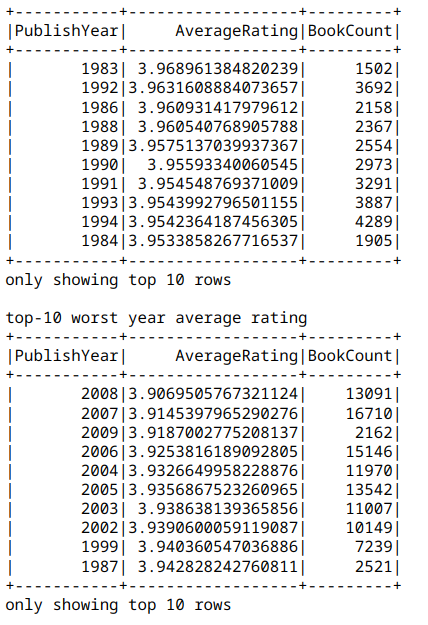 +-----------+-----------------+---------+
|PublishYear|    AverageRating|BookCount|
+-----------+-----------------+---------+
|       1983| 3.968961384820239|     1502|
|       1992|3.9631608884073657|     3692|
|       1986| 3.960931417979612|     2158|
|       1988| 3.960540768905788|     2367|
|       1989|3.9575137039937367|     2554|
|       1990|  3.95593340060545|     2973|
|       1991| 3.954548769371009|     3291|
|       1993|3.9543992796501155|     3887|
|       1994|3.9542364187456305|     4289|
|       1984|3.9533858267716537|     1905|
+-----------+-----------------+---------+
only showing top 10 rows
top-10 worst year average rating
+-----------+-----------------+---------+
|PublishYear|    AverageRating|BookCount|
+-----------+-----------------+---------+
|       2008|3.9069505767321124|    13091|
|       2007|3.9145397965290276|    16710|
|       2009|3.9187002775208137|     2162|
|       2006|3.9253816189092805|    15146|
|       2004|3.9326649958228876|    11970|
|       2005|3.9356867523260965|    13542|
|       2003| 3.938638139365856|    11007|
|       2002|3.9390600059119087|    10149|
|       1999| 3.940360547036886|     7239|
|       1987| 3.942828242760811|     2521|
+-----------+-----------------+---------+
only showing top 10 rows